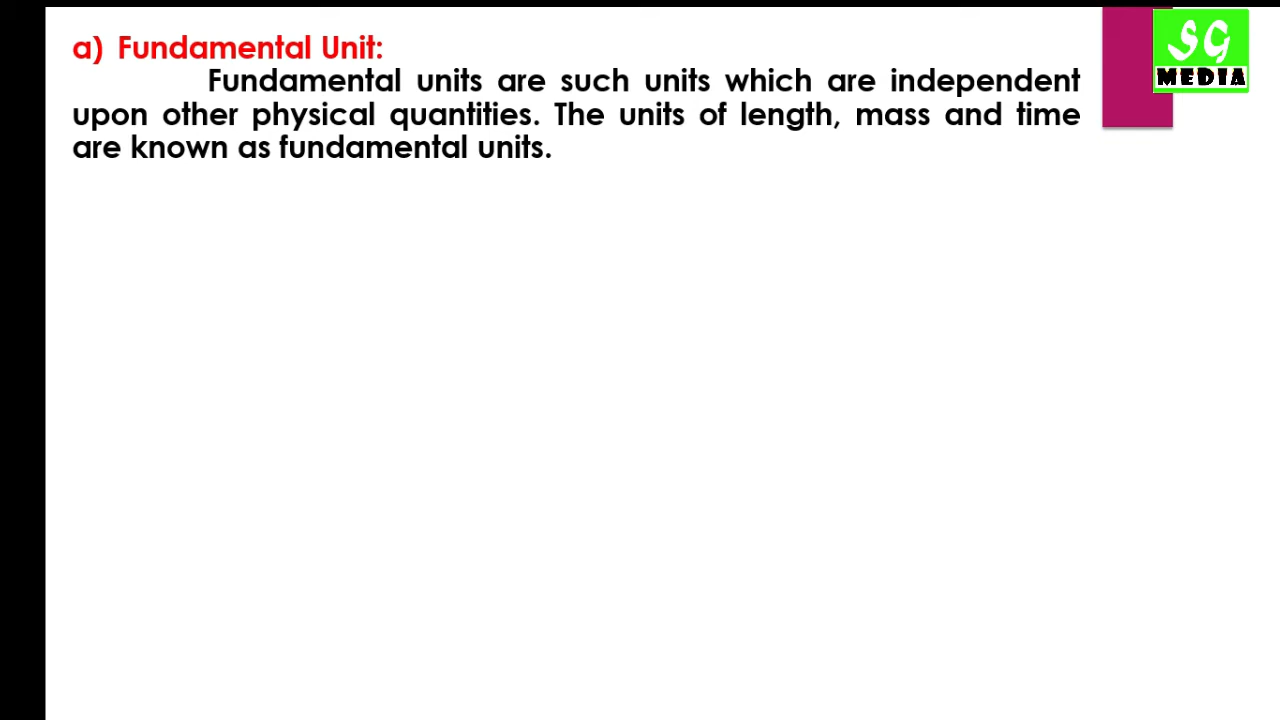 a) Fundamental Unit:
Fundamental units are such units which are independent
upon other physical quantities. The units of length, mass and time
are known as fundamental units.
SG
MEDIA